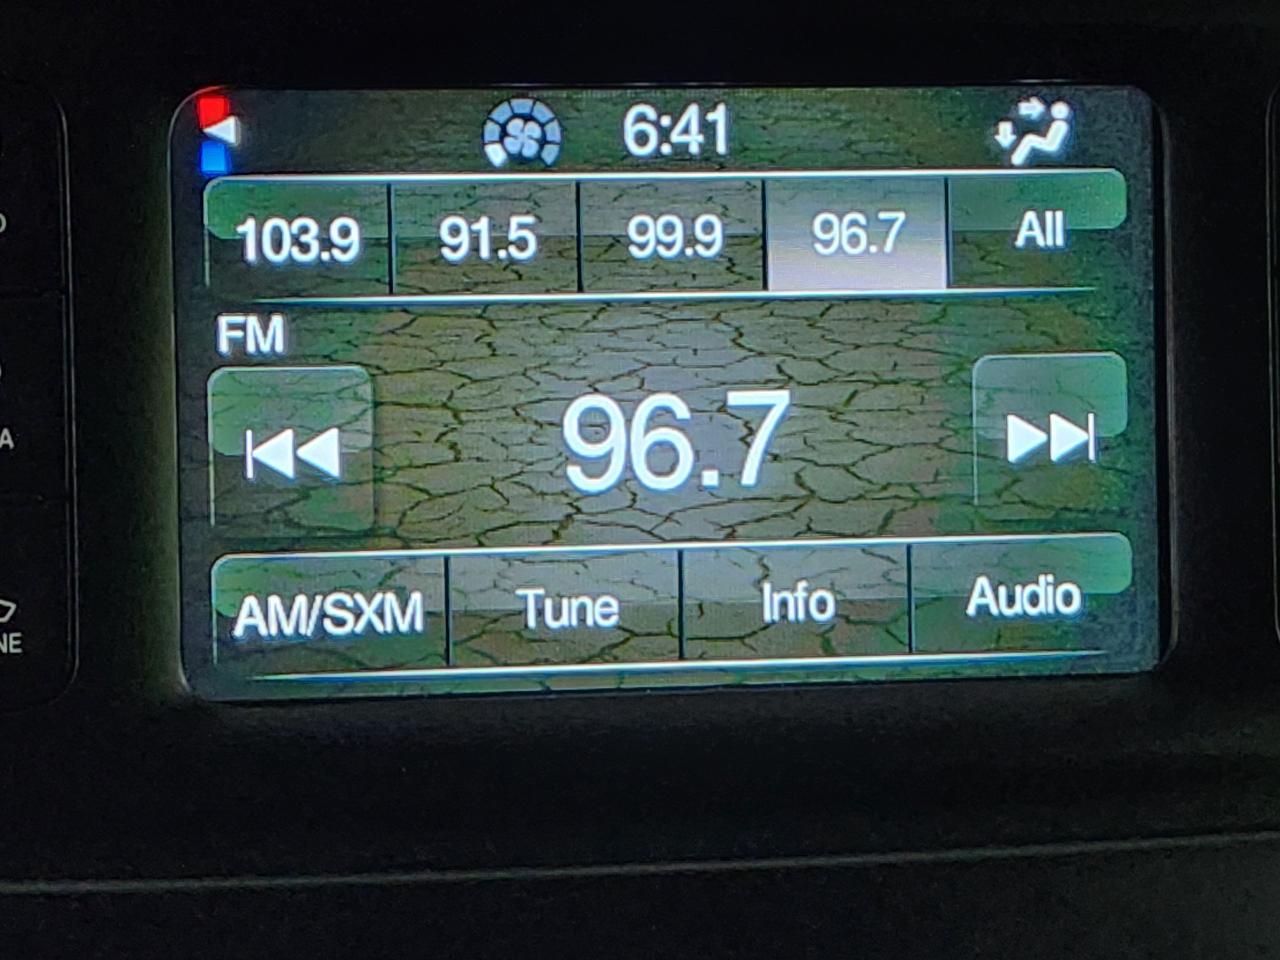 6:41
103.9 91.5 99.9 96.7 All
FM
96.7
AM/SXM Tune Info Audio
A
NE